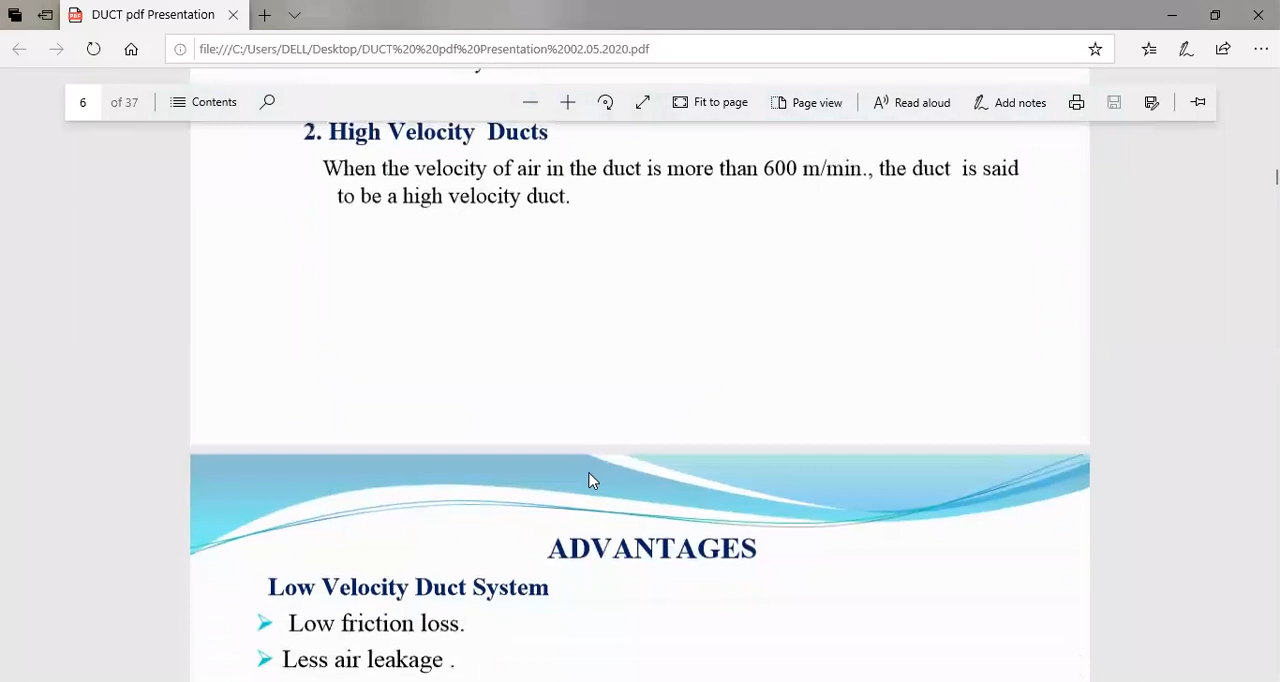 DUCT pdf Presentation
file:///C:/Users/DELL/Desktop/DUCT%20%20pdf%20Presentation%2002.05.2020.pdf
6 of 37 Contents Fit to page Page view Read aloud Add notes
2. High Velocity Ducts
When the velocity of air in the duct is more than 600 m/min., the duct is said
to be a high velocity duct.
ADVANTAGES
Low Velocity Duct System
Low friction loss.
Less air leakage .